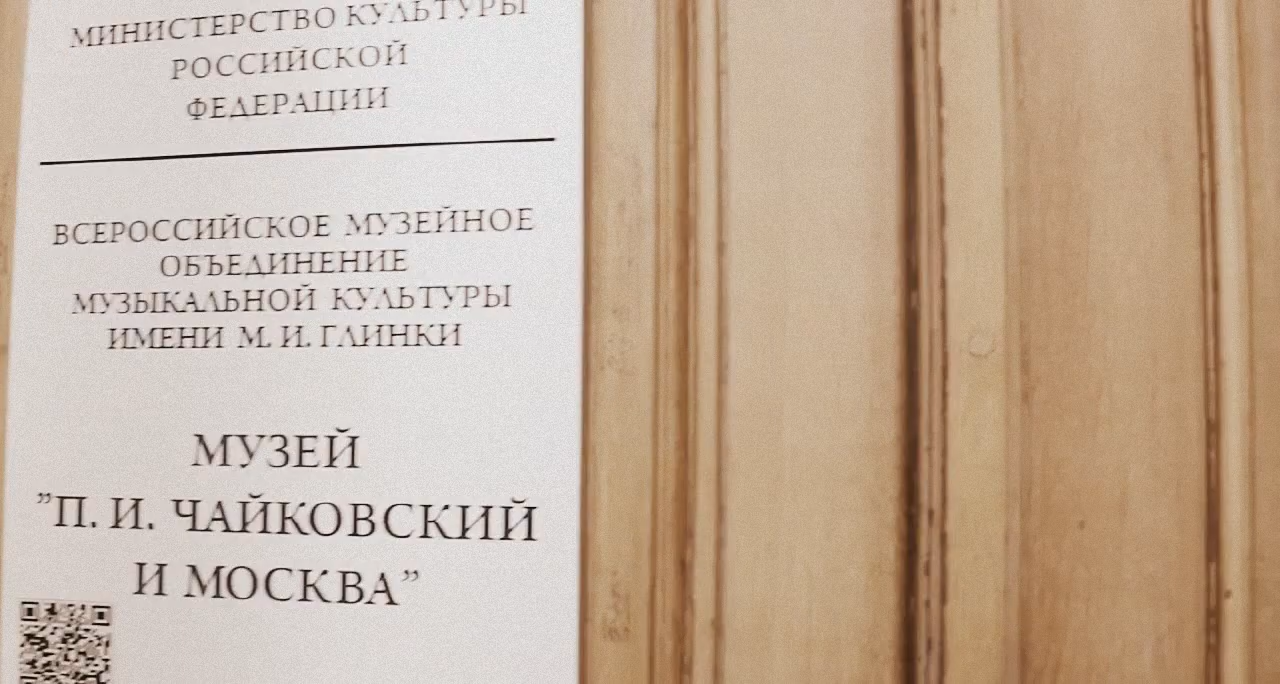 МИНИСТЕРСТВО КУЛЬТУРЫ
РОССИЙСКОЙ
ФЕДЕРАЦИИ
ВСЕРОССИЙСКОЕ МУЗЕЙНОЕ
ОБЪЕДИНЕНИЕ
МУЗЫКАЛЬНОЙ КУЛЬТУРЫ
ИМЕНИ М. И. ГЛИНКИ
МУЗЕЙ
”П. И. ЧАЙКОВСКИЙ
И МОСКВА”